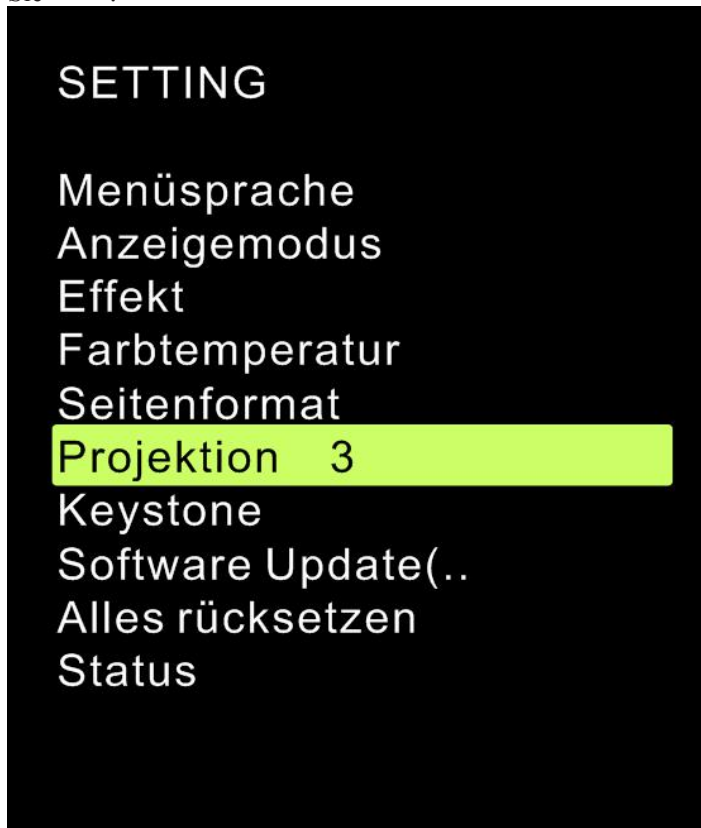 SETTING
Menüsprache
Anzeigemodus
Effekt
Farbtemperatur
Seitenformat
Projektion 3
Keystone
Software Update(..
Alles rücksetzen
Status